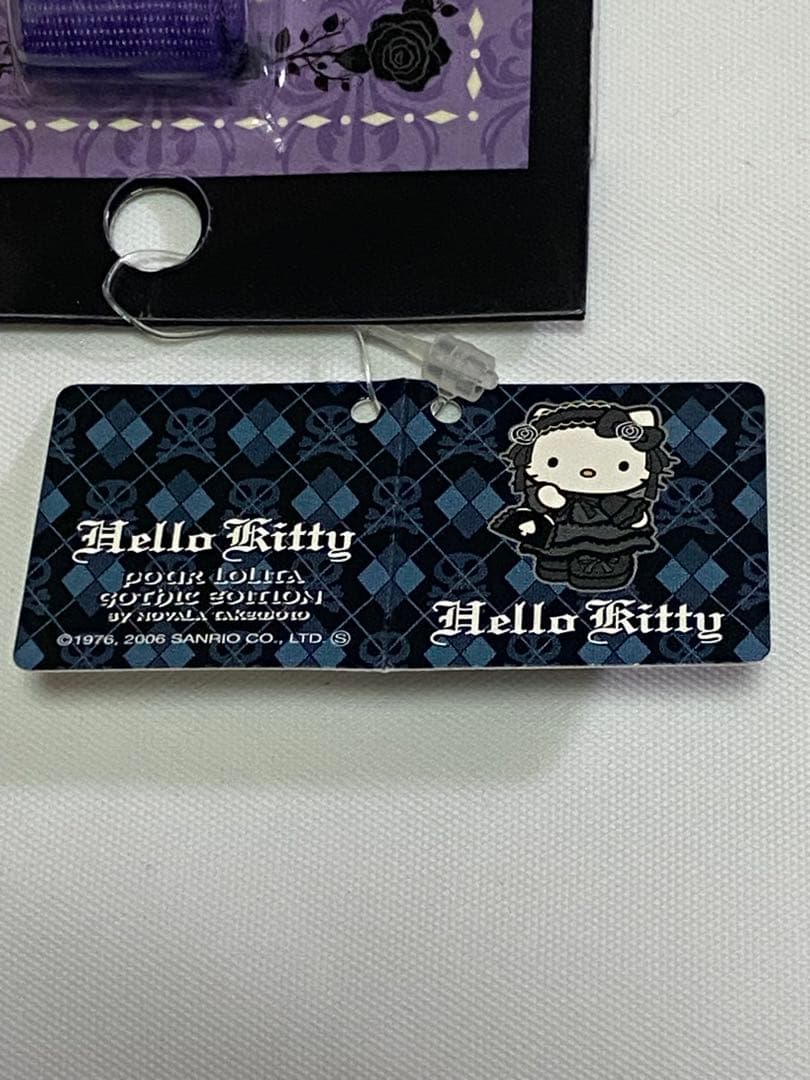 Hello Kitty
POUR LOLITA
GOTHIC EDITION
BY NOVALA TAKEMOTO
©1976, 2006 SANRIO CO., LTD. Ⓢ
Hello Kitty